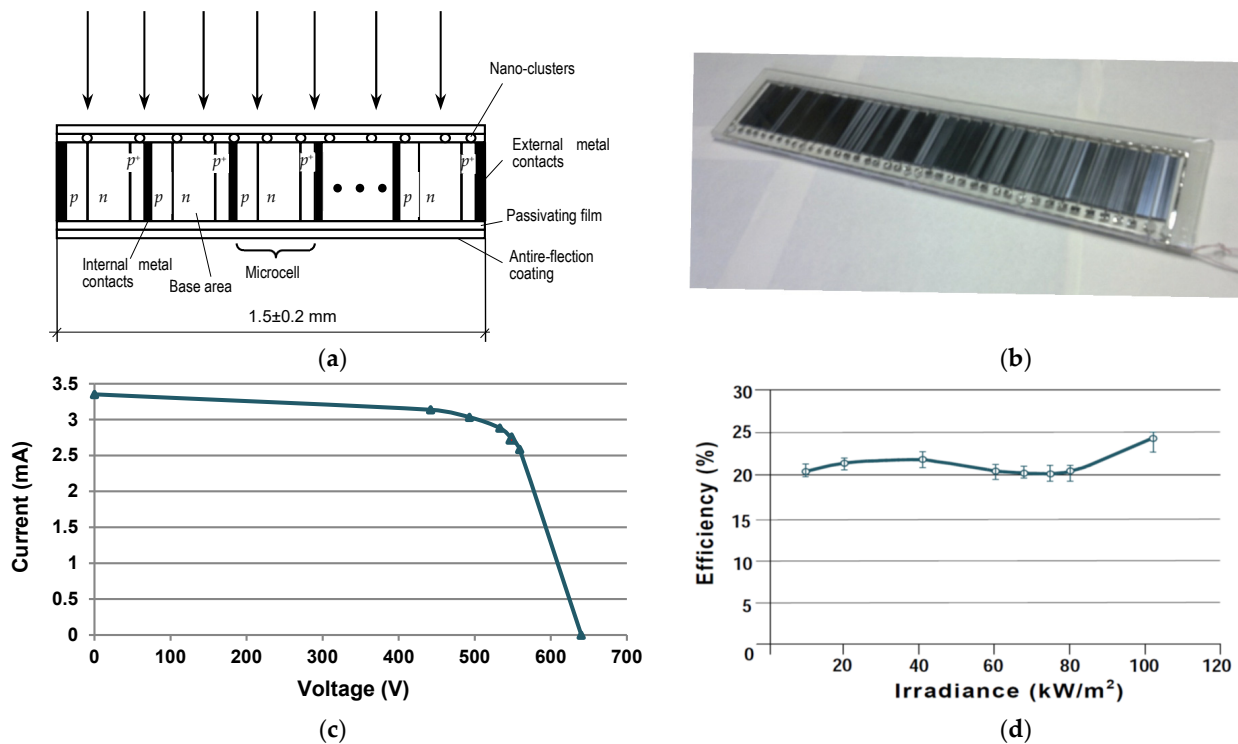 Nano-clusters
External metal
contacts
p+ p+ p+ p+
p n p n p n p n
Passivating film
Antire-flection
coating
Internal metal
contacts
Base area
Microcell
1.5±0.2 mm
(a)
(b)
3.5
3
2.5
2
1.5
1
0.5
0
0 100 200 300 400 500 600 700
Current (mA)
Voltage (V)
(c)
30
25
20
15
10
5
0
20 40 60 80 100 120
Efficiency (%)
Irradiance (kW/m²)
(d)